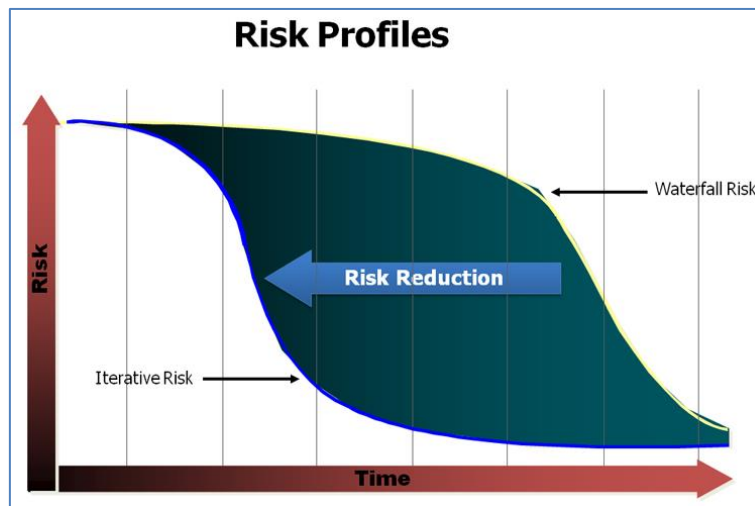 Risk Profiles
Waterfall Risk
Risk
Risk Reduction
Iterative Risk
Time